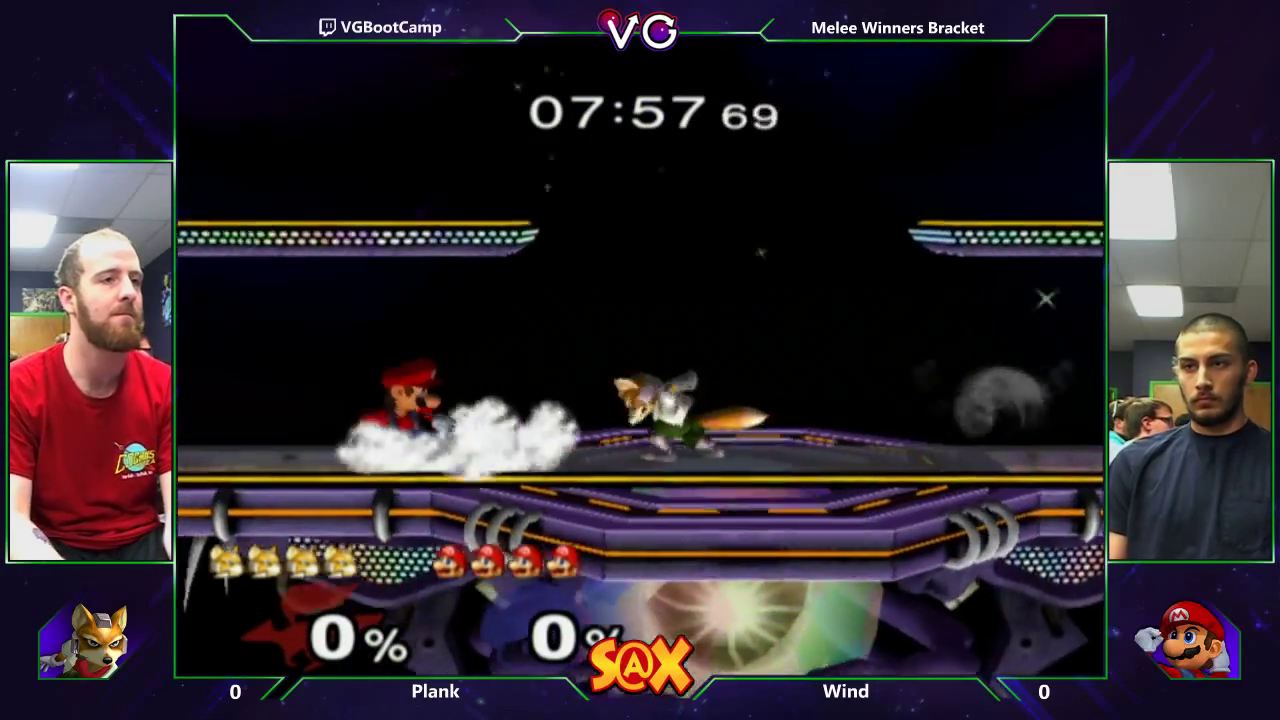 VGBootCamp
VG
Melee Winners Bracket
07:57 69
0%
0%
S@X
0
Plank
Wind
0